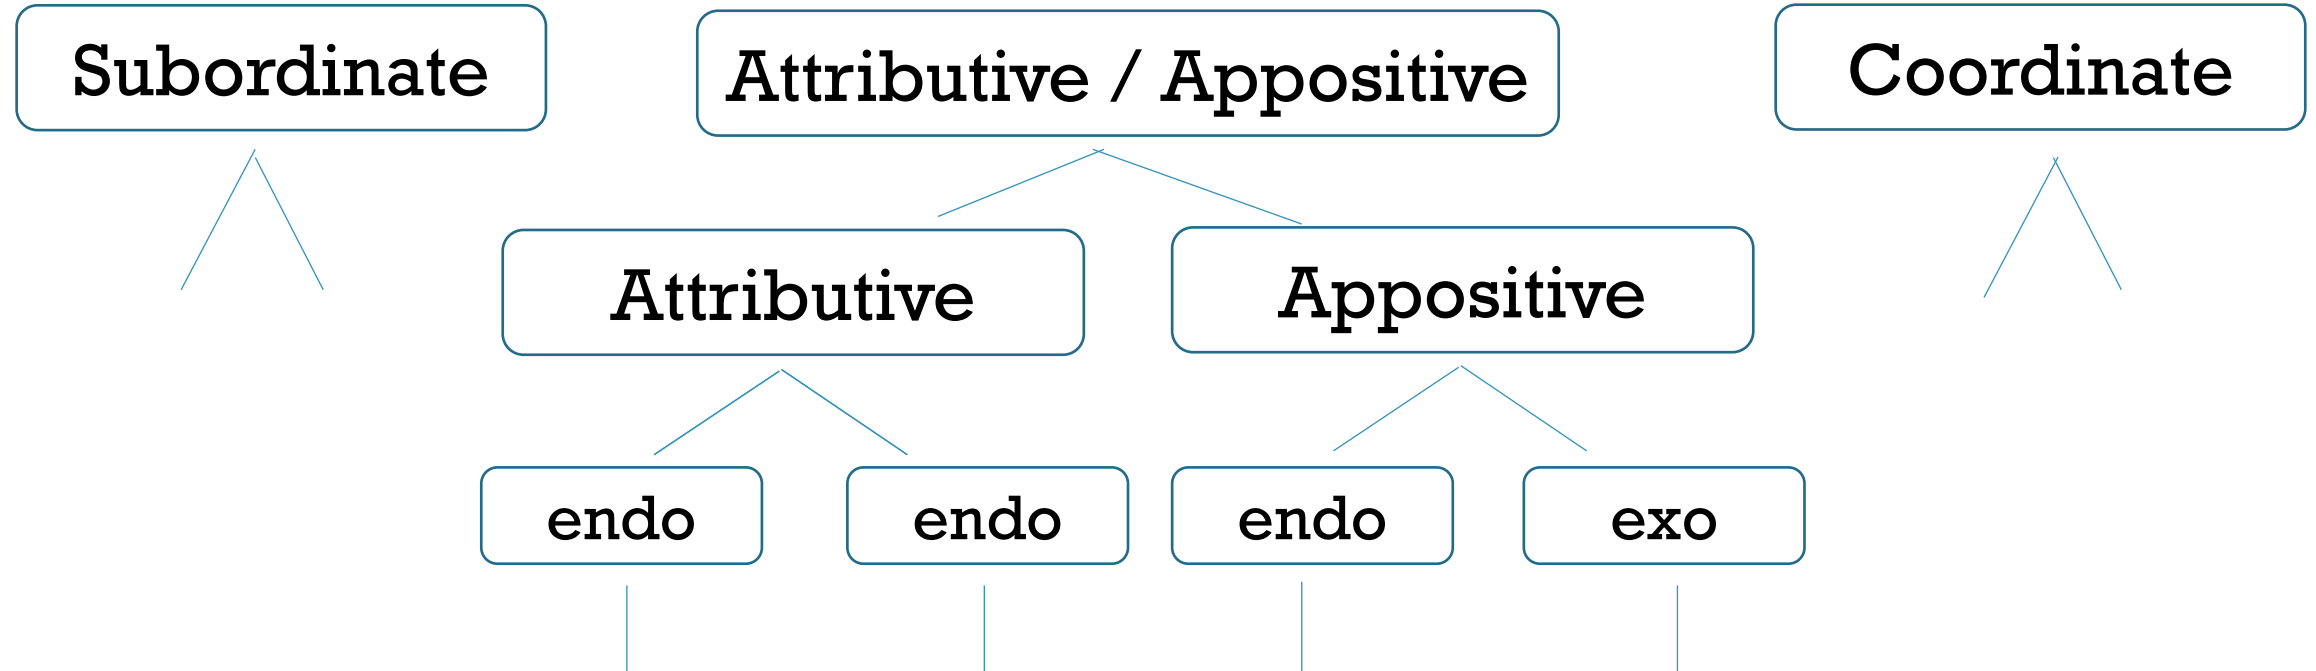 Subordinate
Attributive / Appositive
Coordinate
Attributive
Appositive
endo
endo
endo
exo